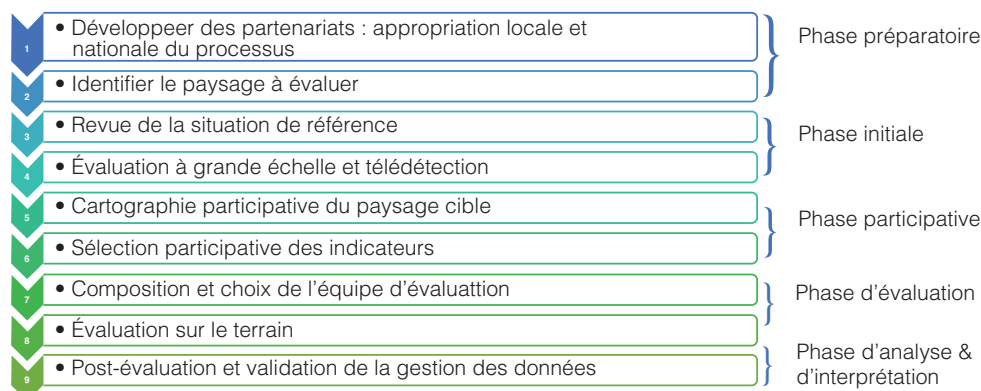 1
• Développeer des partenariats : appropriation locale et
nationale du processus
2
• Identifier le paysage à évaluer
Phase préparatoire
3
• Revue de la situation de référence
4
• Évaluation à grande échelle et télédétection
Phase initiale
5
• Cartographie participative du paysage cible
6
• Sélection participative des indicateurs
Phase participative
7
• Composition et choix de l'équipe d'évaluattion
8
• Évaluation sur le terrain
Phase d'évaluation
9
• Post-évaluation et validation de la gestion des données
Phase d'analyse &
d'interprétation